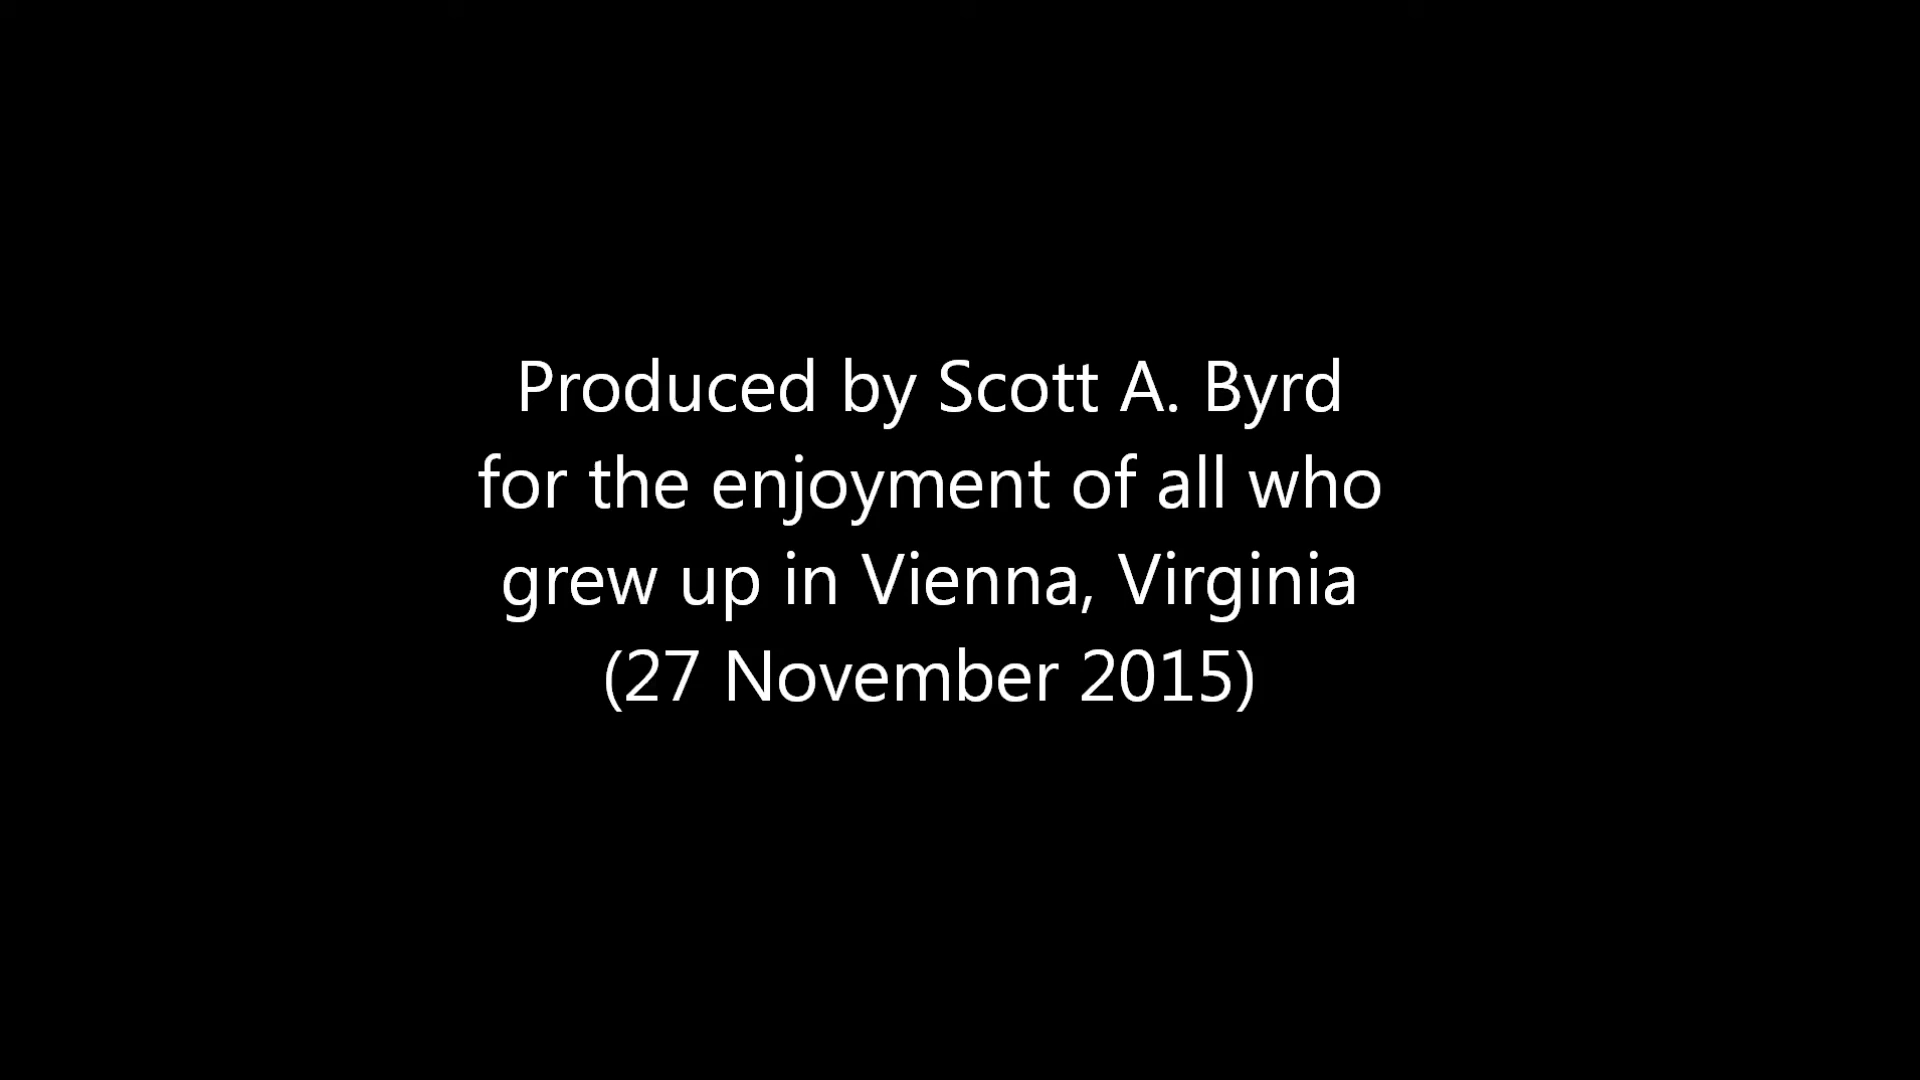 Produced by Scott A. Byrd
for the enjoyment of all who
grew up in Vienna, Virginia
(27 November 2015)